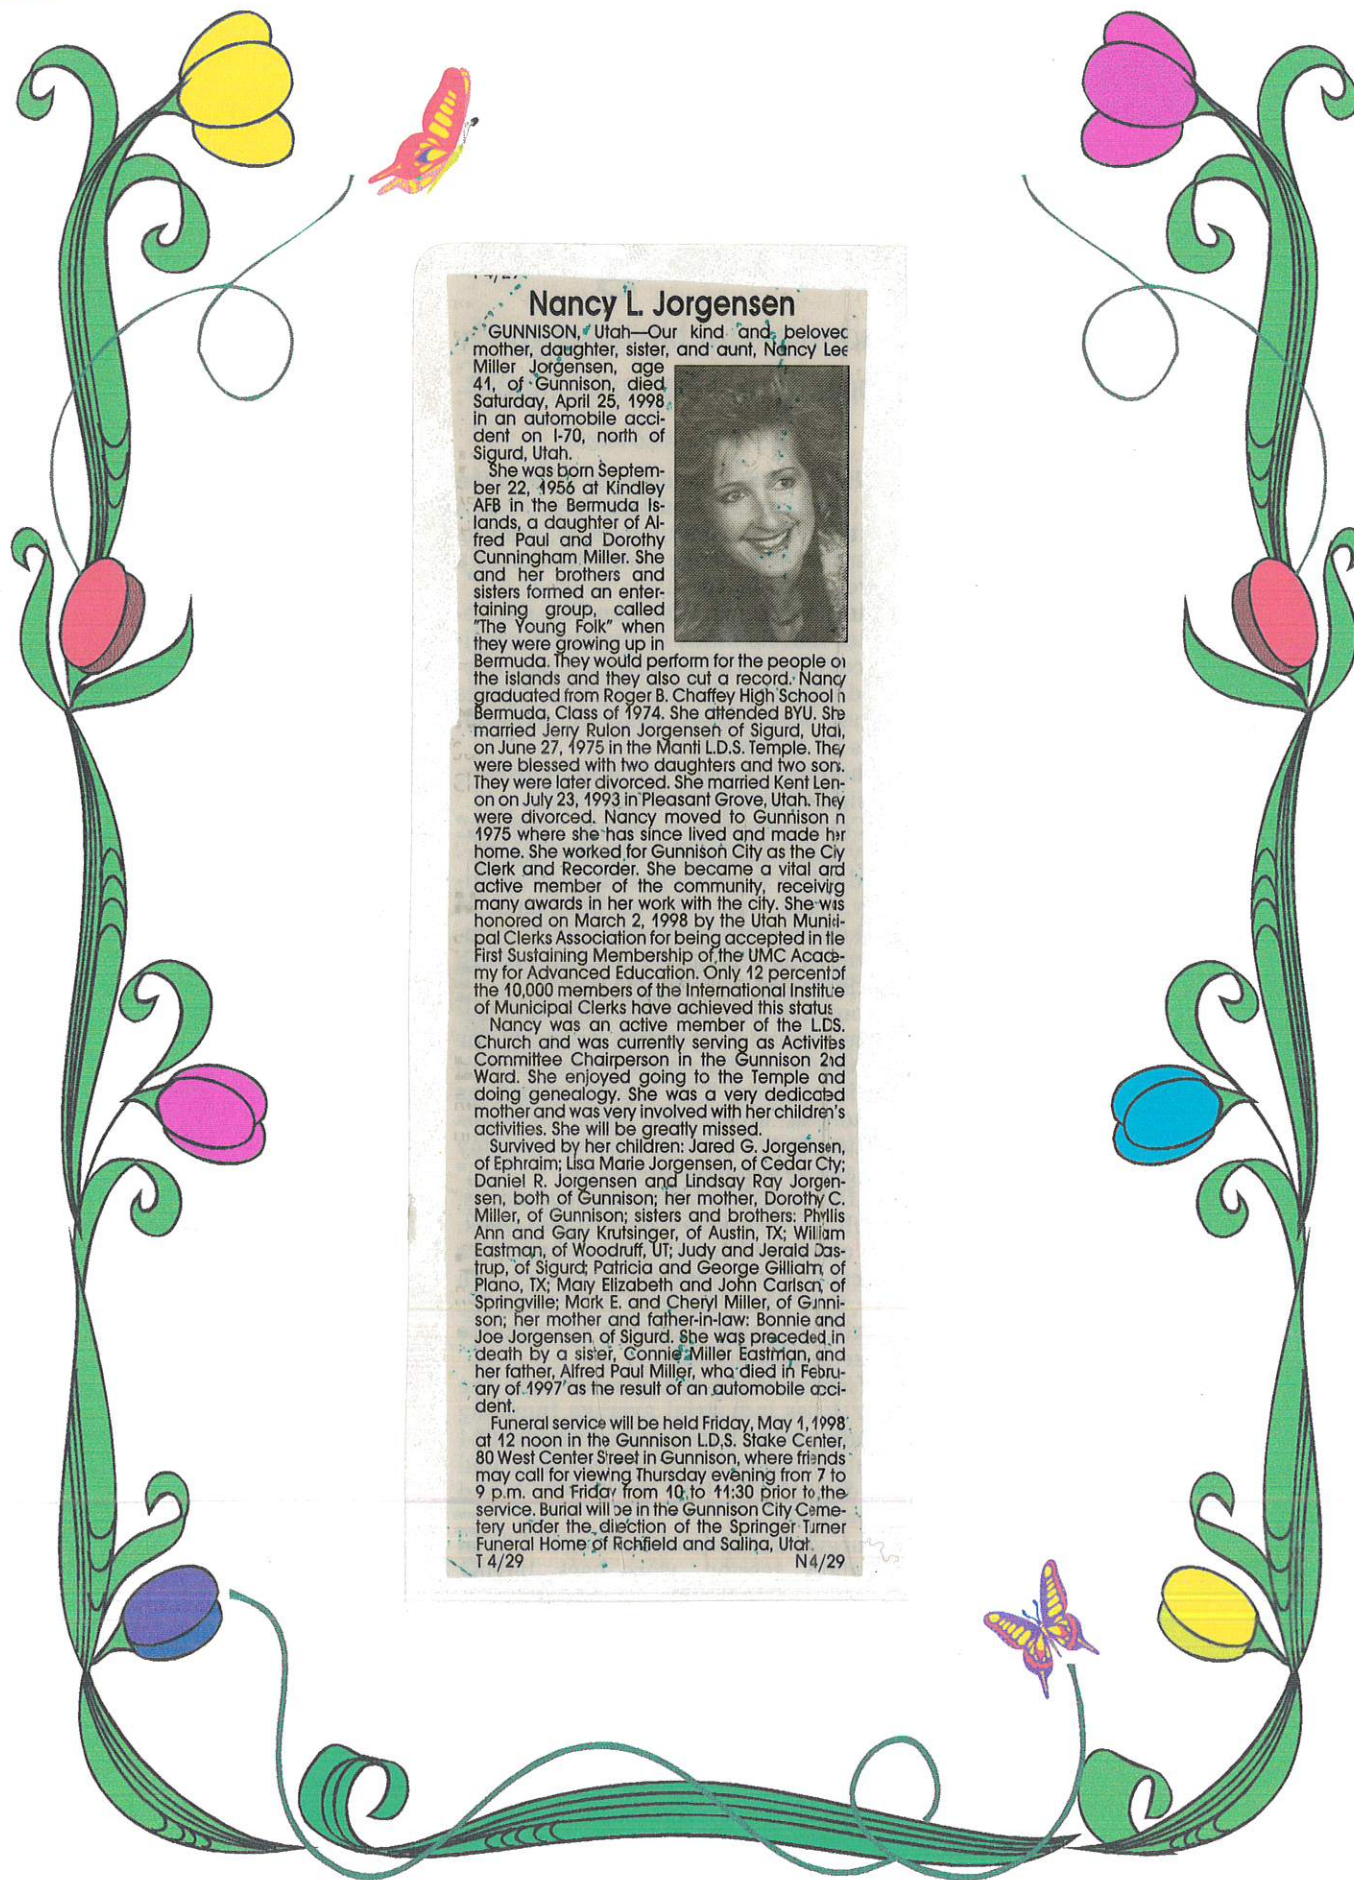 Nancy L. Jorgensen
GUNNISON, Utah—Our kind and beloved
mother, daughter, sister, and aunt, Nancy Lee
Miller Jorgensen, age
41, of Gunnison, died
Saturday, April 25, 1998
in an automobile acci-
dent on I-70, north of
Sigurd, Utah.
She was born Septem-
ber 22, 1956 at Kindley
AFB in the Bermuda Is-
lands, a daughter of Al-
fred Paul and Dorothy
Cunningham Miller. She
and her brothers and
sisters formed an enter-
taining group, called
"The Young Folk" when
they were growing up in
Bermuda. They would perform for the people of
the islands and they also cut a record. Nancy
graduated from Roger B. Chaffey High School in
Bermuda, Class of 1974. She attended BYU. She
married Jerry Rulon Jorgensen of Sigurd, Utah,
on June 27, 1975 in the Manti L.D.S. Temple. They
were blessed with two daughters and two sons.
They were later divorced. She married Kent Len-
on on July 23, 1993 in Pleasant Grove, Utah. They
were divorced. Nancy moved to Gunnison in
1975 where she has since lived and made her
home. She worked for Gunnison City as the City
Clerk and Recorder. She became a vital and
active member of the community, receiving
many awards in her work with the city. She was
honored on March 2, 1998 by the Utah Munici-
pal Clerks Association for being accepted in the
First Sustaining Membership of the UMC Acade-
my for Advanced Education. Only 12 percent of
the 10,000 members of the International Institue
of Municipal Clerks have achieved this status
Nancy was an active member of the L.DS.
Church and was currently serving as Activities
Committee Chairperson in the Gunnison 2nd
Ward. She enjoyed going to the Temple and
doing genealogy. She was a very dedicated
mother and was very involved with her children's
activities. She will be greatly missed.
Survived by her children: Jared G. Jorgensen,
of Ephraim; Lisa Marie Jorgensen, of Cedar City;
Daniel R. Jorgensen and Lindsay Ray Jorgen-
sen, both of Gunnison; her mother, Dorothy C.
Miller, of Gunnison; sisters and brothers: Phyllis
Ann and Gary Krutsinger, of Austin, TX; William
Eastman, of Woodruff, UT; Judy and Jerald Das-
trup, of Sigurd; Patricia and George Gilliahn, of
Plano, TX; Mary Elizabeth and John Carlson, of
Springville; Mark E. and Cheryl Miller, of Gunni-
son; her mother and father-in-law: Bonnie and
Joe Jorgensen, of Sigurd. She was preceded in
death by a sister, Connie Miller Eastman, and
her father, Alfred Paul Miller, who died in Febru-
ary of 1997 as the result of an automobile acci-
dent.
Funeral service will be held Friday, May 1, 1998
at 12 noon in the Gunnison L.D.S. Stake Center,
80 West Center Street in Gunnison, where friends
may call for viewing Thursday evening from 7 to
9 p.m. and Friday from 10 to 11:30 prior to the
service. Burial will be in the Gunnison City Ceme-
tery under the direction of the Springer Turner
Funeral Home of Richfield and Salina, Utah.
T 4/29 N4/29